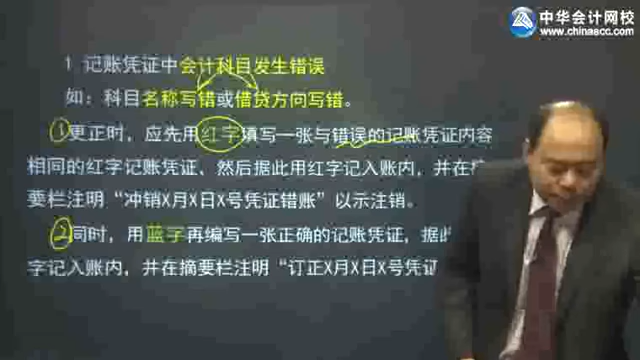 中华会计网校
www.chinaacc.com
1 记账凭证中会计科目发生错误
如：科目名称写错或借贷方向写错。
①更正时，应先用红字填写一张与错误的记账凭证内容
相同的红字记账凭证、然后据此用红字记入账内，并在摘
要栏注明“冲销X月X日X号凭证错账”以示注销。
②同时，用蓝字再编写一张正确的记账凭证，据此
字记入账内，并在摘要栏注明“订正X月X日X号凭证